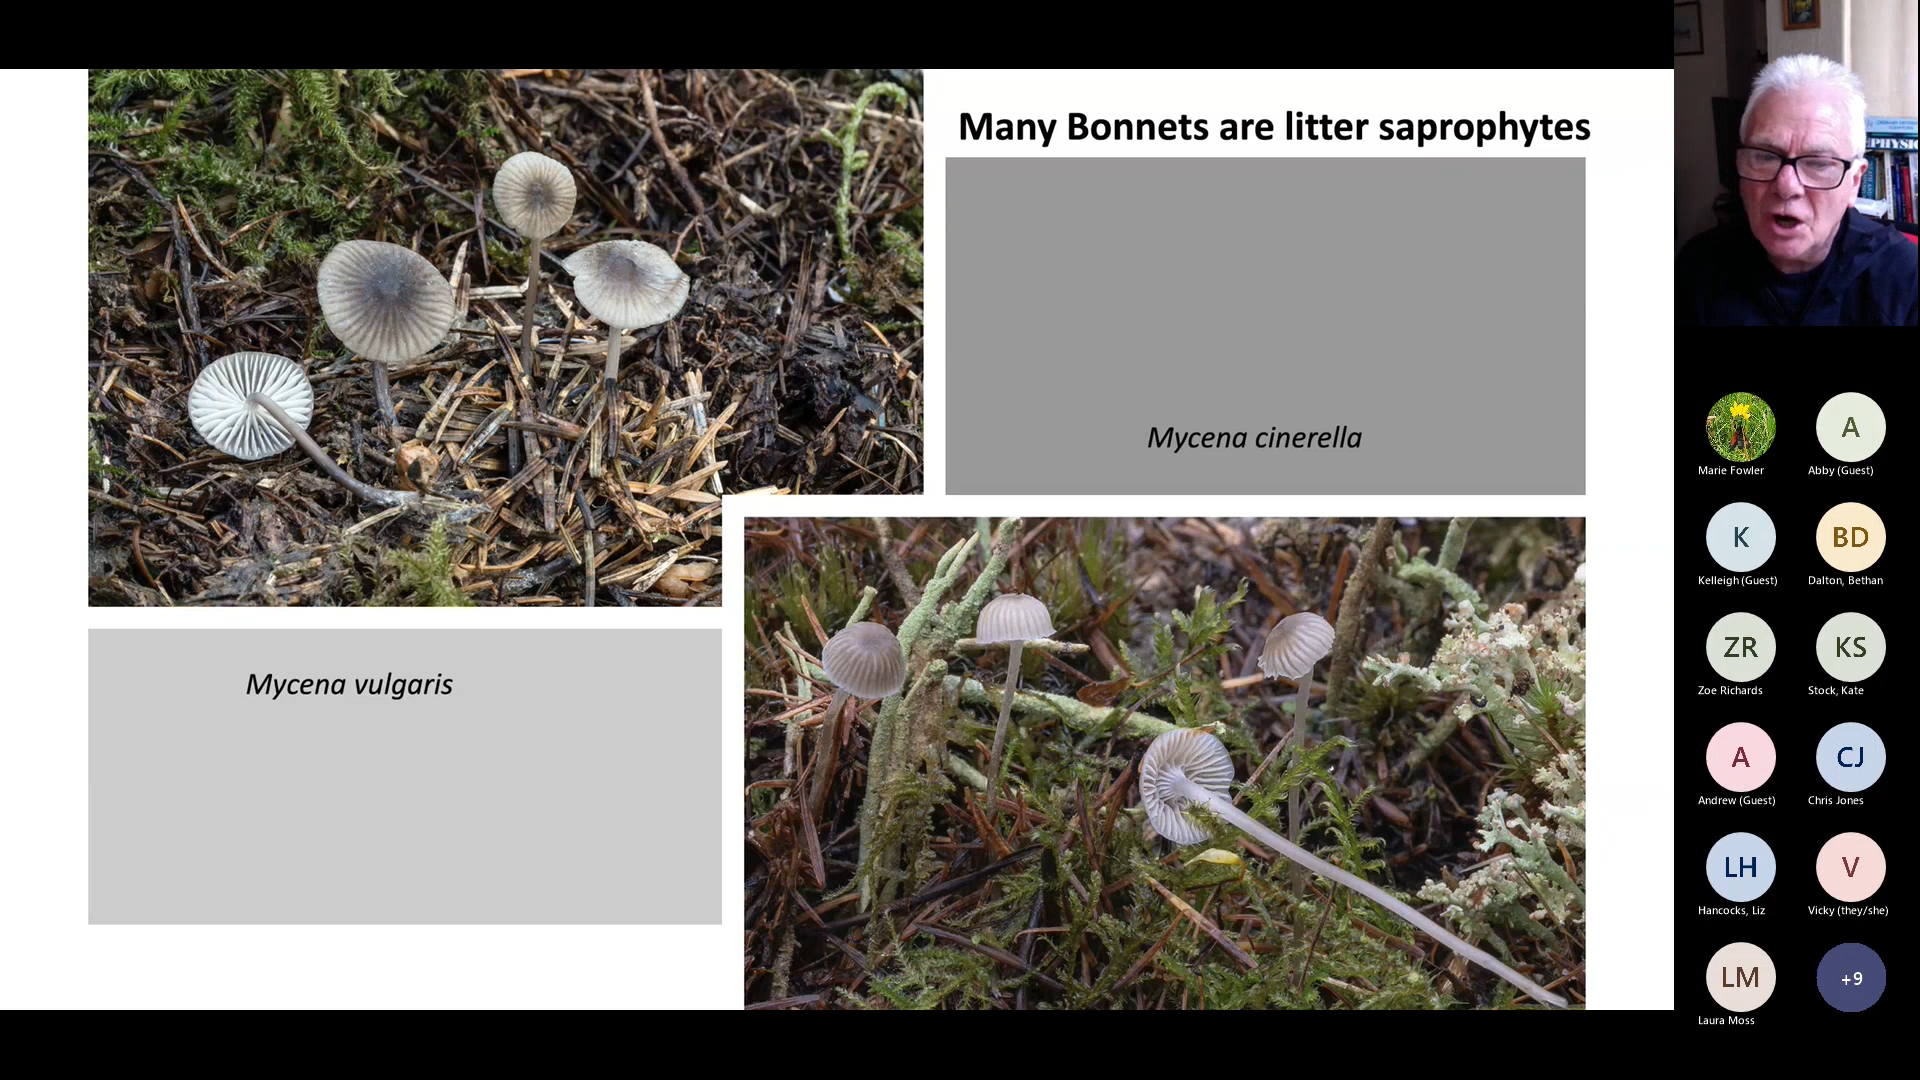 Many Bonnets are litter saprophytes
Mycena cinerella
Mycena vulgaris
EPHYSIC
Marie Fowler
A
Abby (Guest)
K
Kelleigh (Guest)
BD
Dalton, Bethan
ZR
Zoe Richards
KS
Stock, Kate
A
Andrew (Guest)
CJ
Chris Jones
LH
Hancocks, Liz
V
Vicky (they/she)
LM
Laura Moss
+9